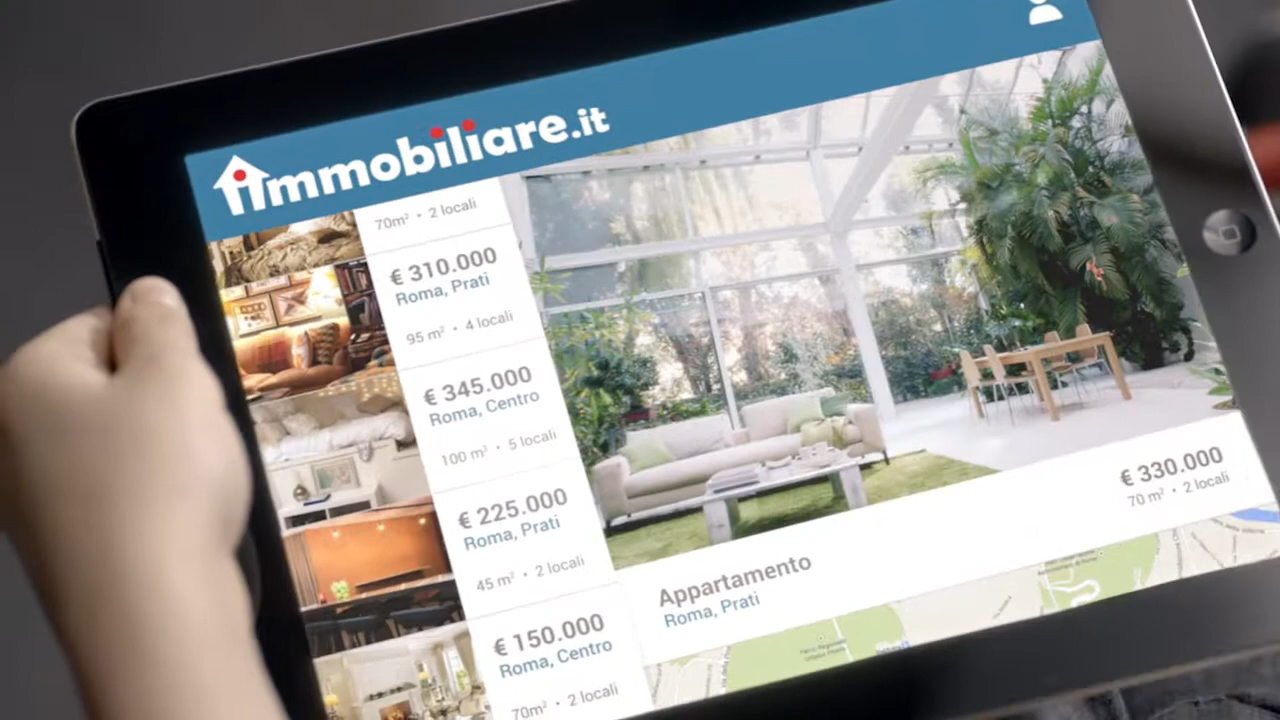 immobiliare.it
70m² • 2 locali
€ 310.000
Roma, Prati
95 m² • 4 locali
€ 345.000
Roma, Centro
100 m² • 5 locali
€ 225.000
Roma, Prati
45 m² • 2 locali
€ 150.000
Roma, Centro
70m² • 2 locali
€ 330.000
70 m² • 2 locali
Appartamento
Roma, Prati